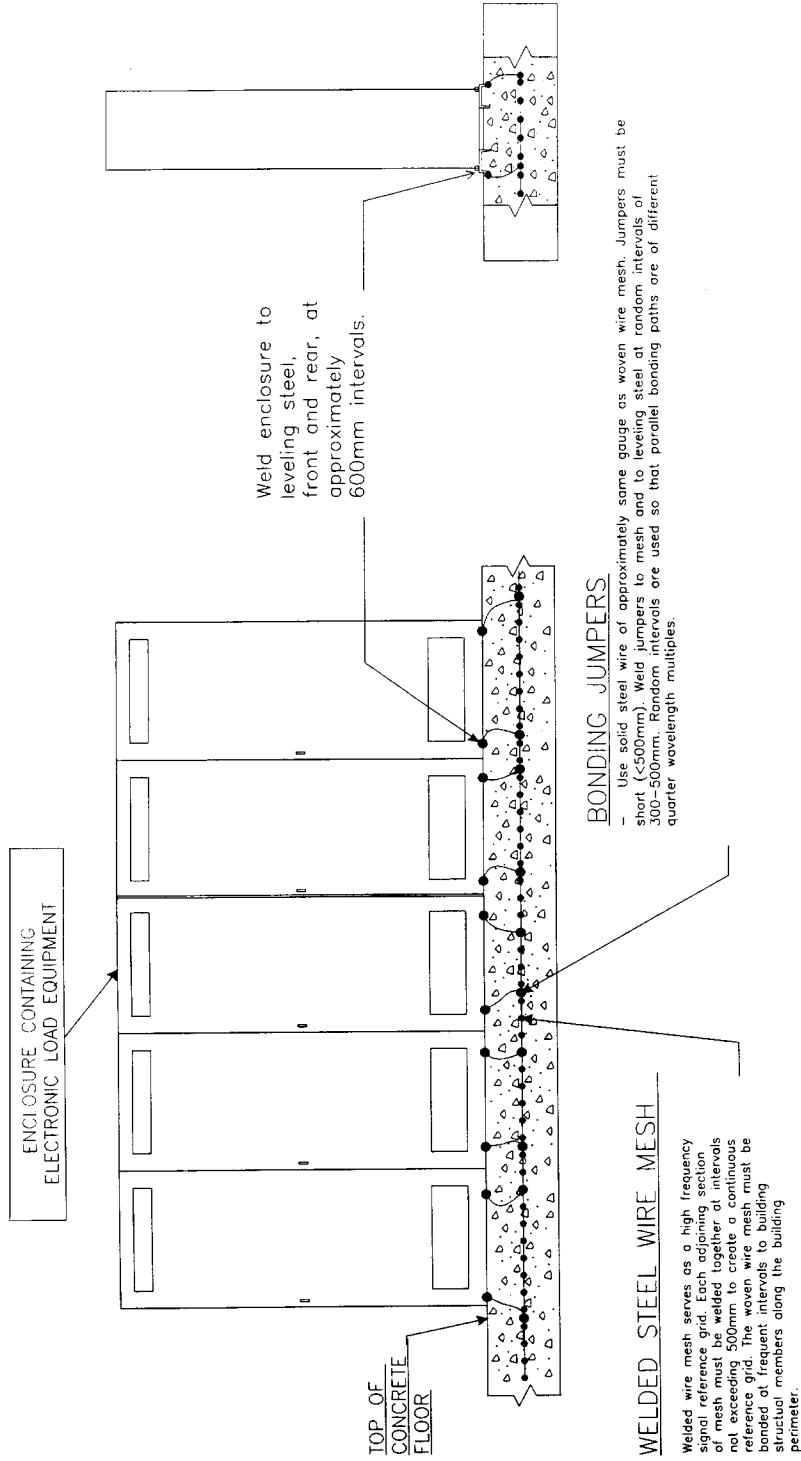 ENCLOSURE CONTAINING
ELECTRONIC LOAD EQUIPMENT
Weld enclosure to
leveling steel,
front and rear, at
approximately
600mm intervals.
TOP OF
CONCRETE
FLOOR
BONDING JUMPERS
– Use solid steel wire of approximately same gauge as woven wire mesh. Jumpers must be
short (<500mm). Weld jumpers to mesh and to leveling steel at random intervals of
300–500mm. Random intervals are used so that parallel bonding paths are of different
quarter wavelength multiples.
WELDED STEEL WIRE MESH
Welded wire mesh serves as a high frequency
signal reference grid. Each adjoining section
of mesh must be welded together at intervals
not exceeding 500mm to create a continuous
reference grid. The woven wire mesh must be
bonded at frequent intervals to building
structual members along the building
perimeter.